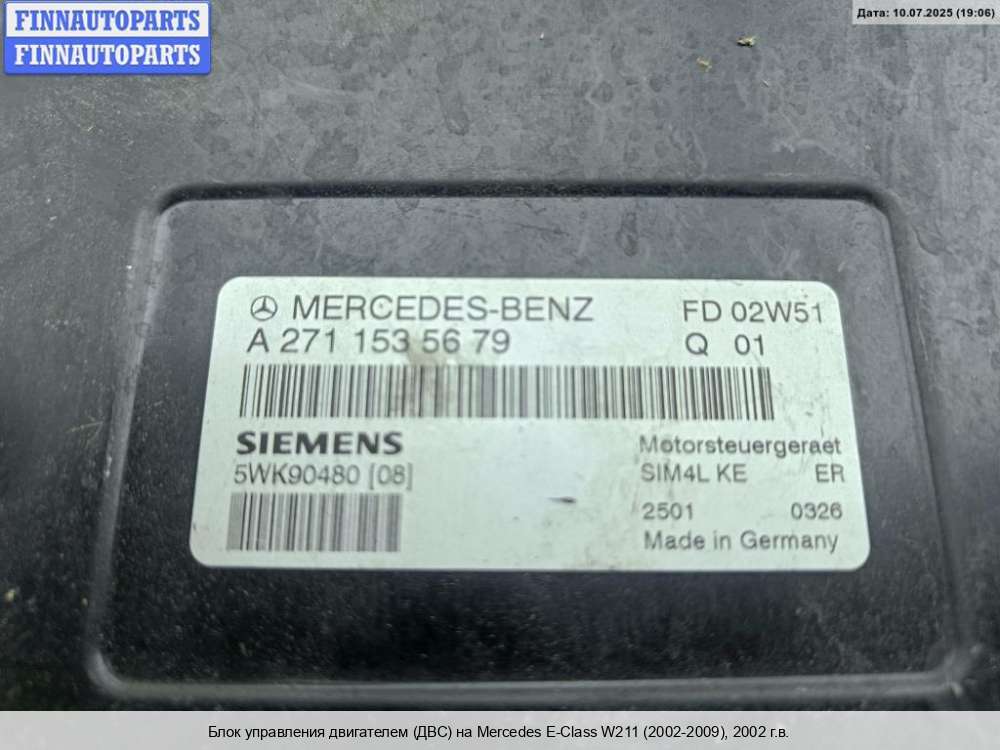 FINNAUTOPARTS
FINNAUTOPARTS
Дата: 10.07.2025 (19:06)
MERCEDES-BENZ FD 02W51
A 271 153 56 79 Q 01
SIEMENS Motorsteuergeraet
5WK90480 [08] SIM4L KE ER
2501 0326
Made in Germany
Блок управления двигателем (ДВС) на Mercedes E-Class W211 (2002-2009), 2002 г.в.